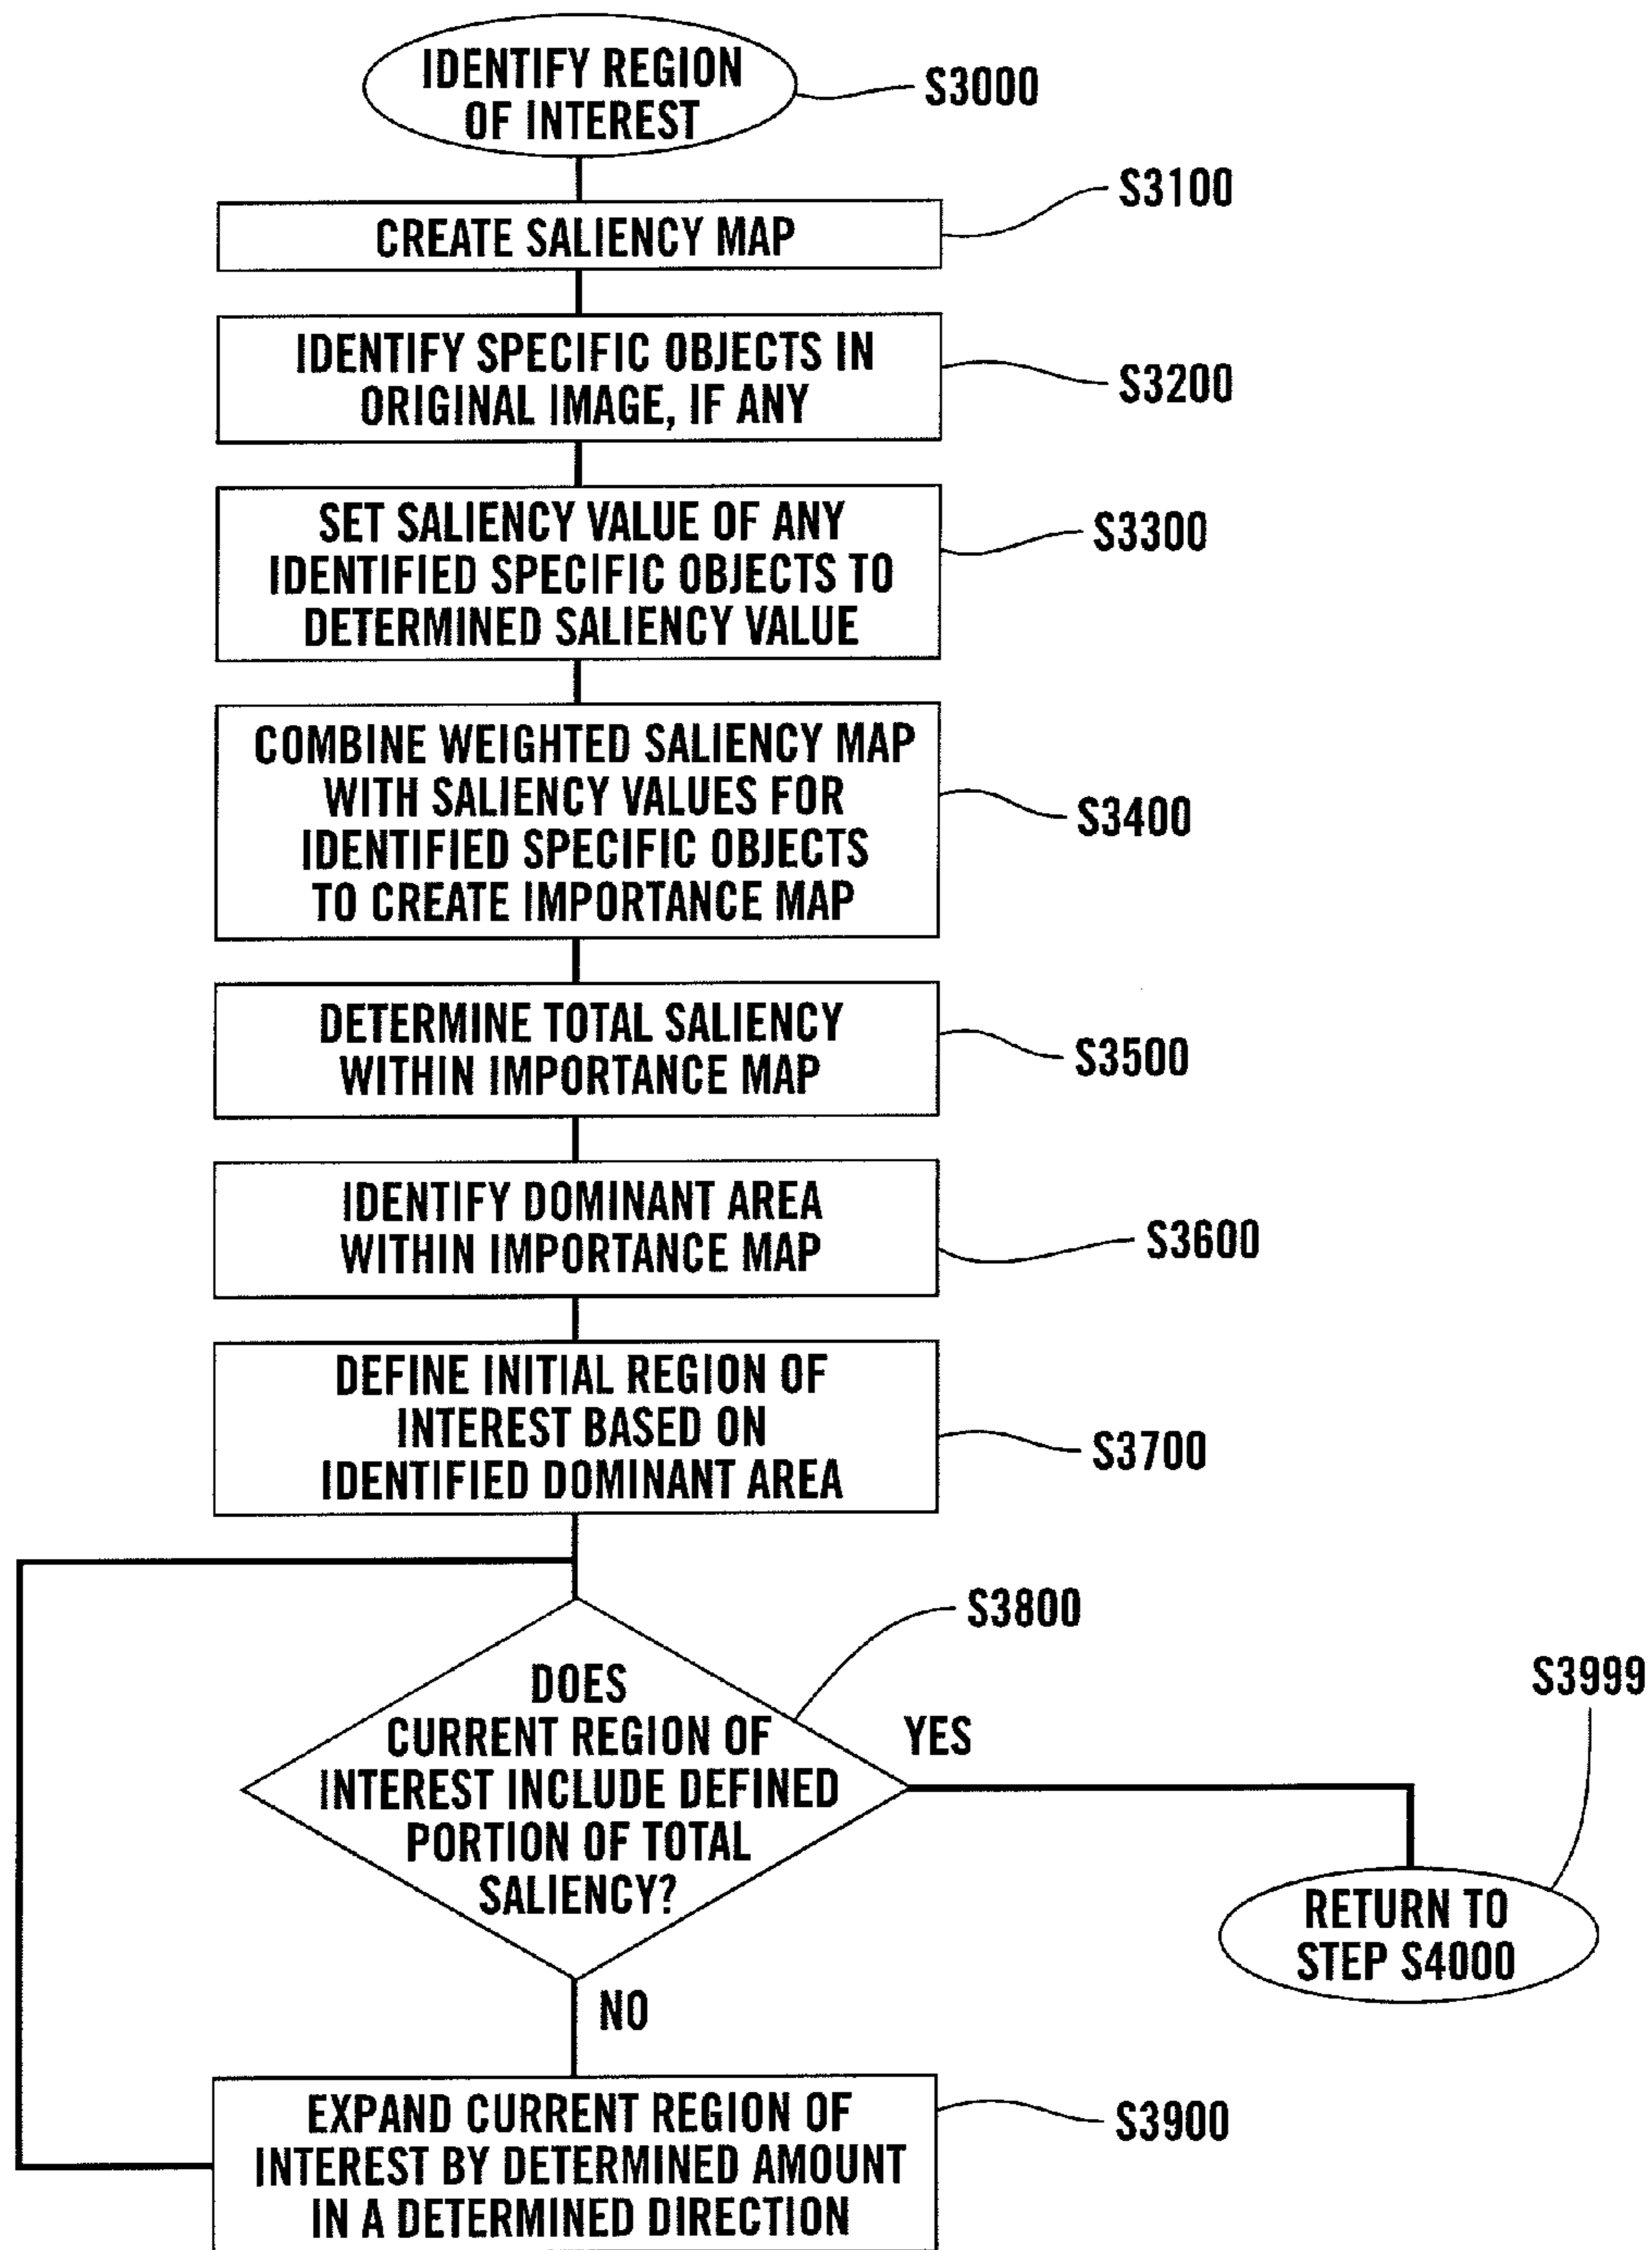 IDENTIFY REGION
OF INTEREST
S3000
S3100
CREATE SALIENCY MAP
IDENTIFY SPECIFIC OBJECTS IN
ORIGINAL IMAGE, IF ANY
S3200
SET SALIENCY VALUE OF ANY
IDENTIFIED SPECIFIC OBJECTS TO
DETERMINED SALIENCY VALUE
S3300
COMBINE WEIGHTED SALIENCY MAP
WITH SALIENCY VALUES FOR
IDENTIFIED SPECIFIC OBJECTS
TO CREATE IMPORTANCE MAP
S3400
DETERMINE TOTAL SALIENCY
WITHIN IMPORTANCE MAP
S3500
IDENTIFY DOMINANT AREA
WITHIN IMPORTANCE MAP
S3600
DEFINE INITIAL REGION OF
INTEREST BASED ON
IDENTIFIED DOMINANT AREA
S3700
S3800
DOES
CURRENT REGION OF
INTEREST INCLUDE DEFINED
PORTION OF TOTAL
SALIENCY?
YES
S3999
RETURN TO
STEP S4000
NO
EXPAND CURRENT REGION OF
INTEREST BY DETERMINED AMOUNT
IN A DETERMINED DIRECTION
S3900